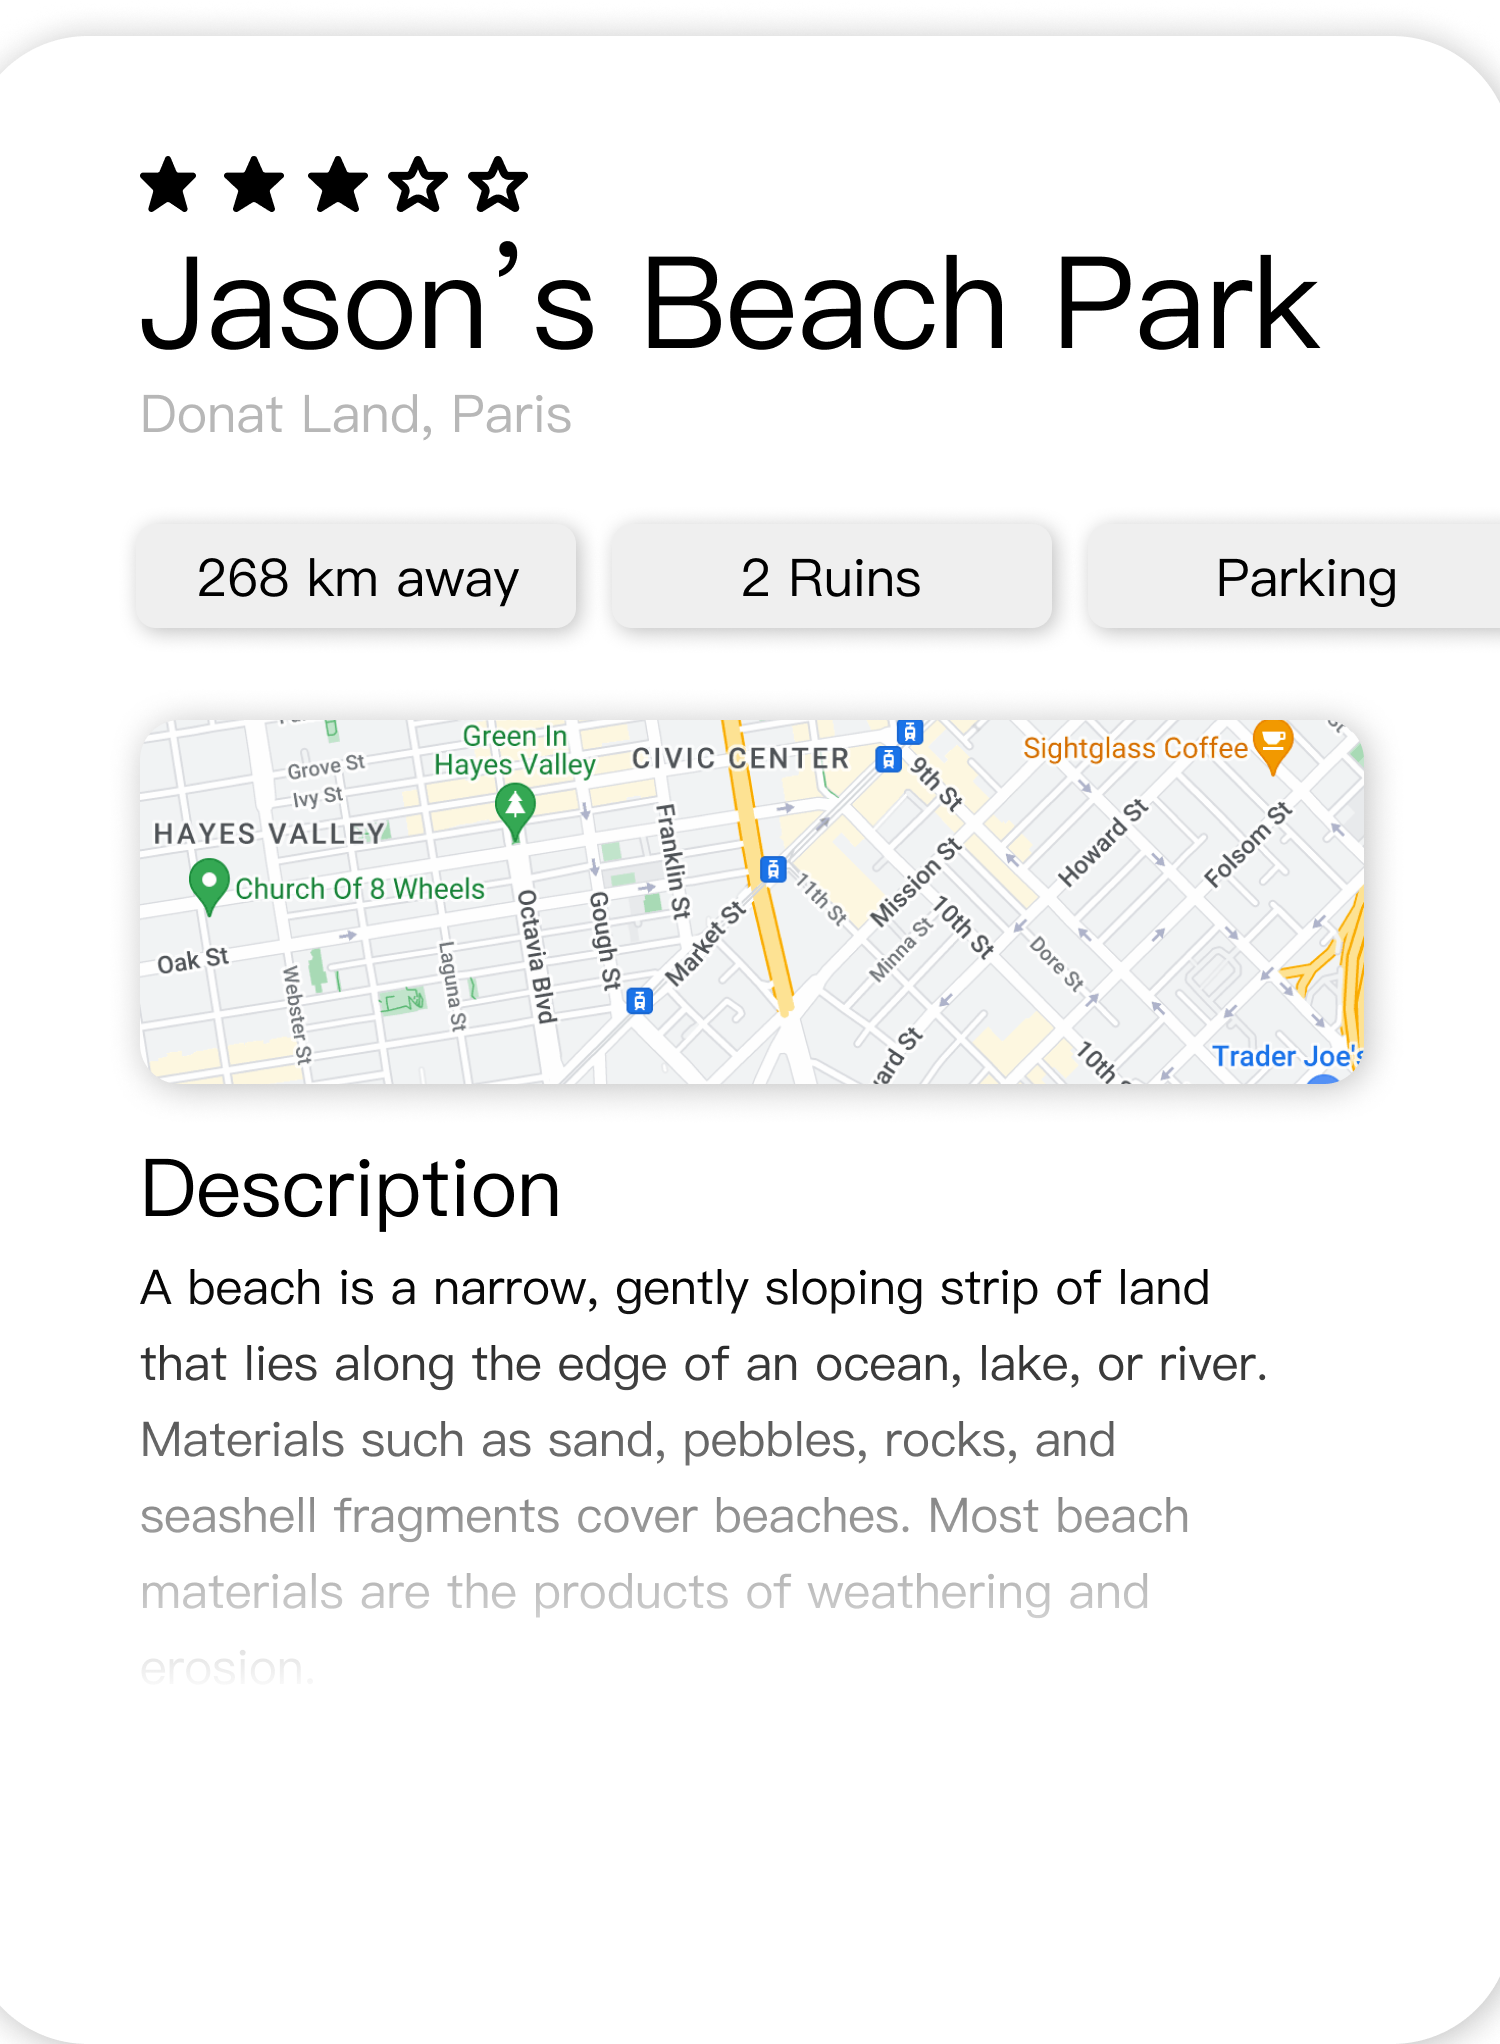 Jason’s Beach Park
Donat Land, Paris
268 km away
2 Ruins
Parking
Green In
Hayes Valley
CIVIC CENTER
Sightglass Coffee
Grove St
Ivy St
9th St
HAYES VALLEY
Franklin St
Howard St
Folsom St
Church Of 8 Wheels
11th St
Mission St
Octavia Blvd
Gough St
Market St
10th St
Minna St
Dore St
Oak St
Webster St
Laguna St
ard St
10th
Trader Joe's
Description
A beach is a narrow, gently sloping strip of land
that lies along the edge of an ocean, lake, or river.
Materials such as sand, pebbles, rocks, and
seashell fragments cover beaches. Most beach
materials are the products of weathering and
erosion.